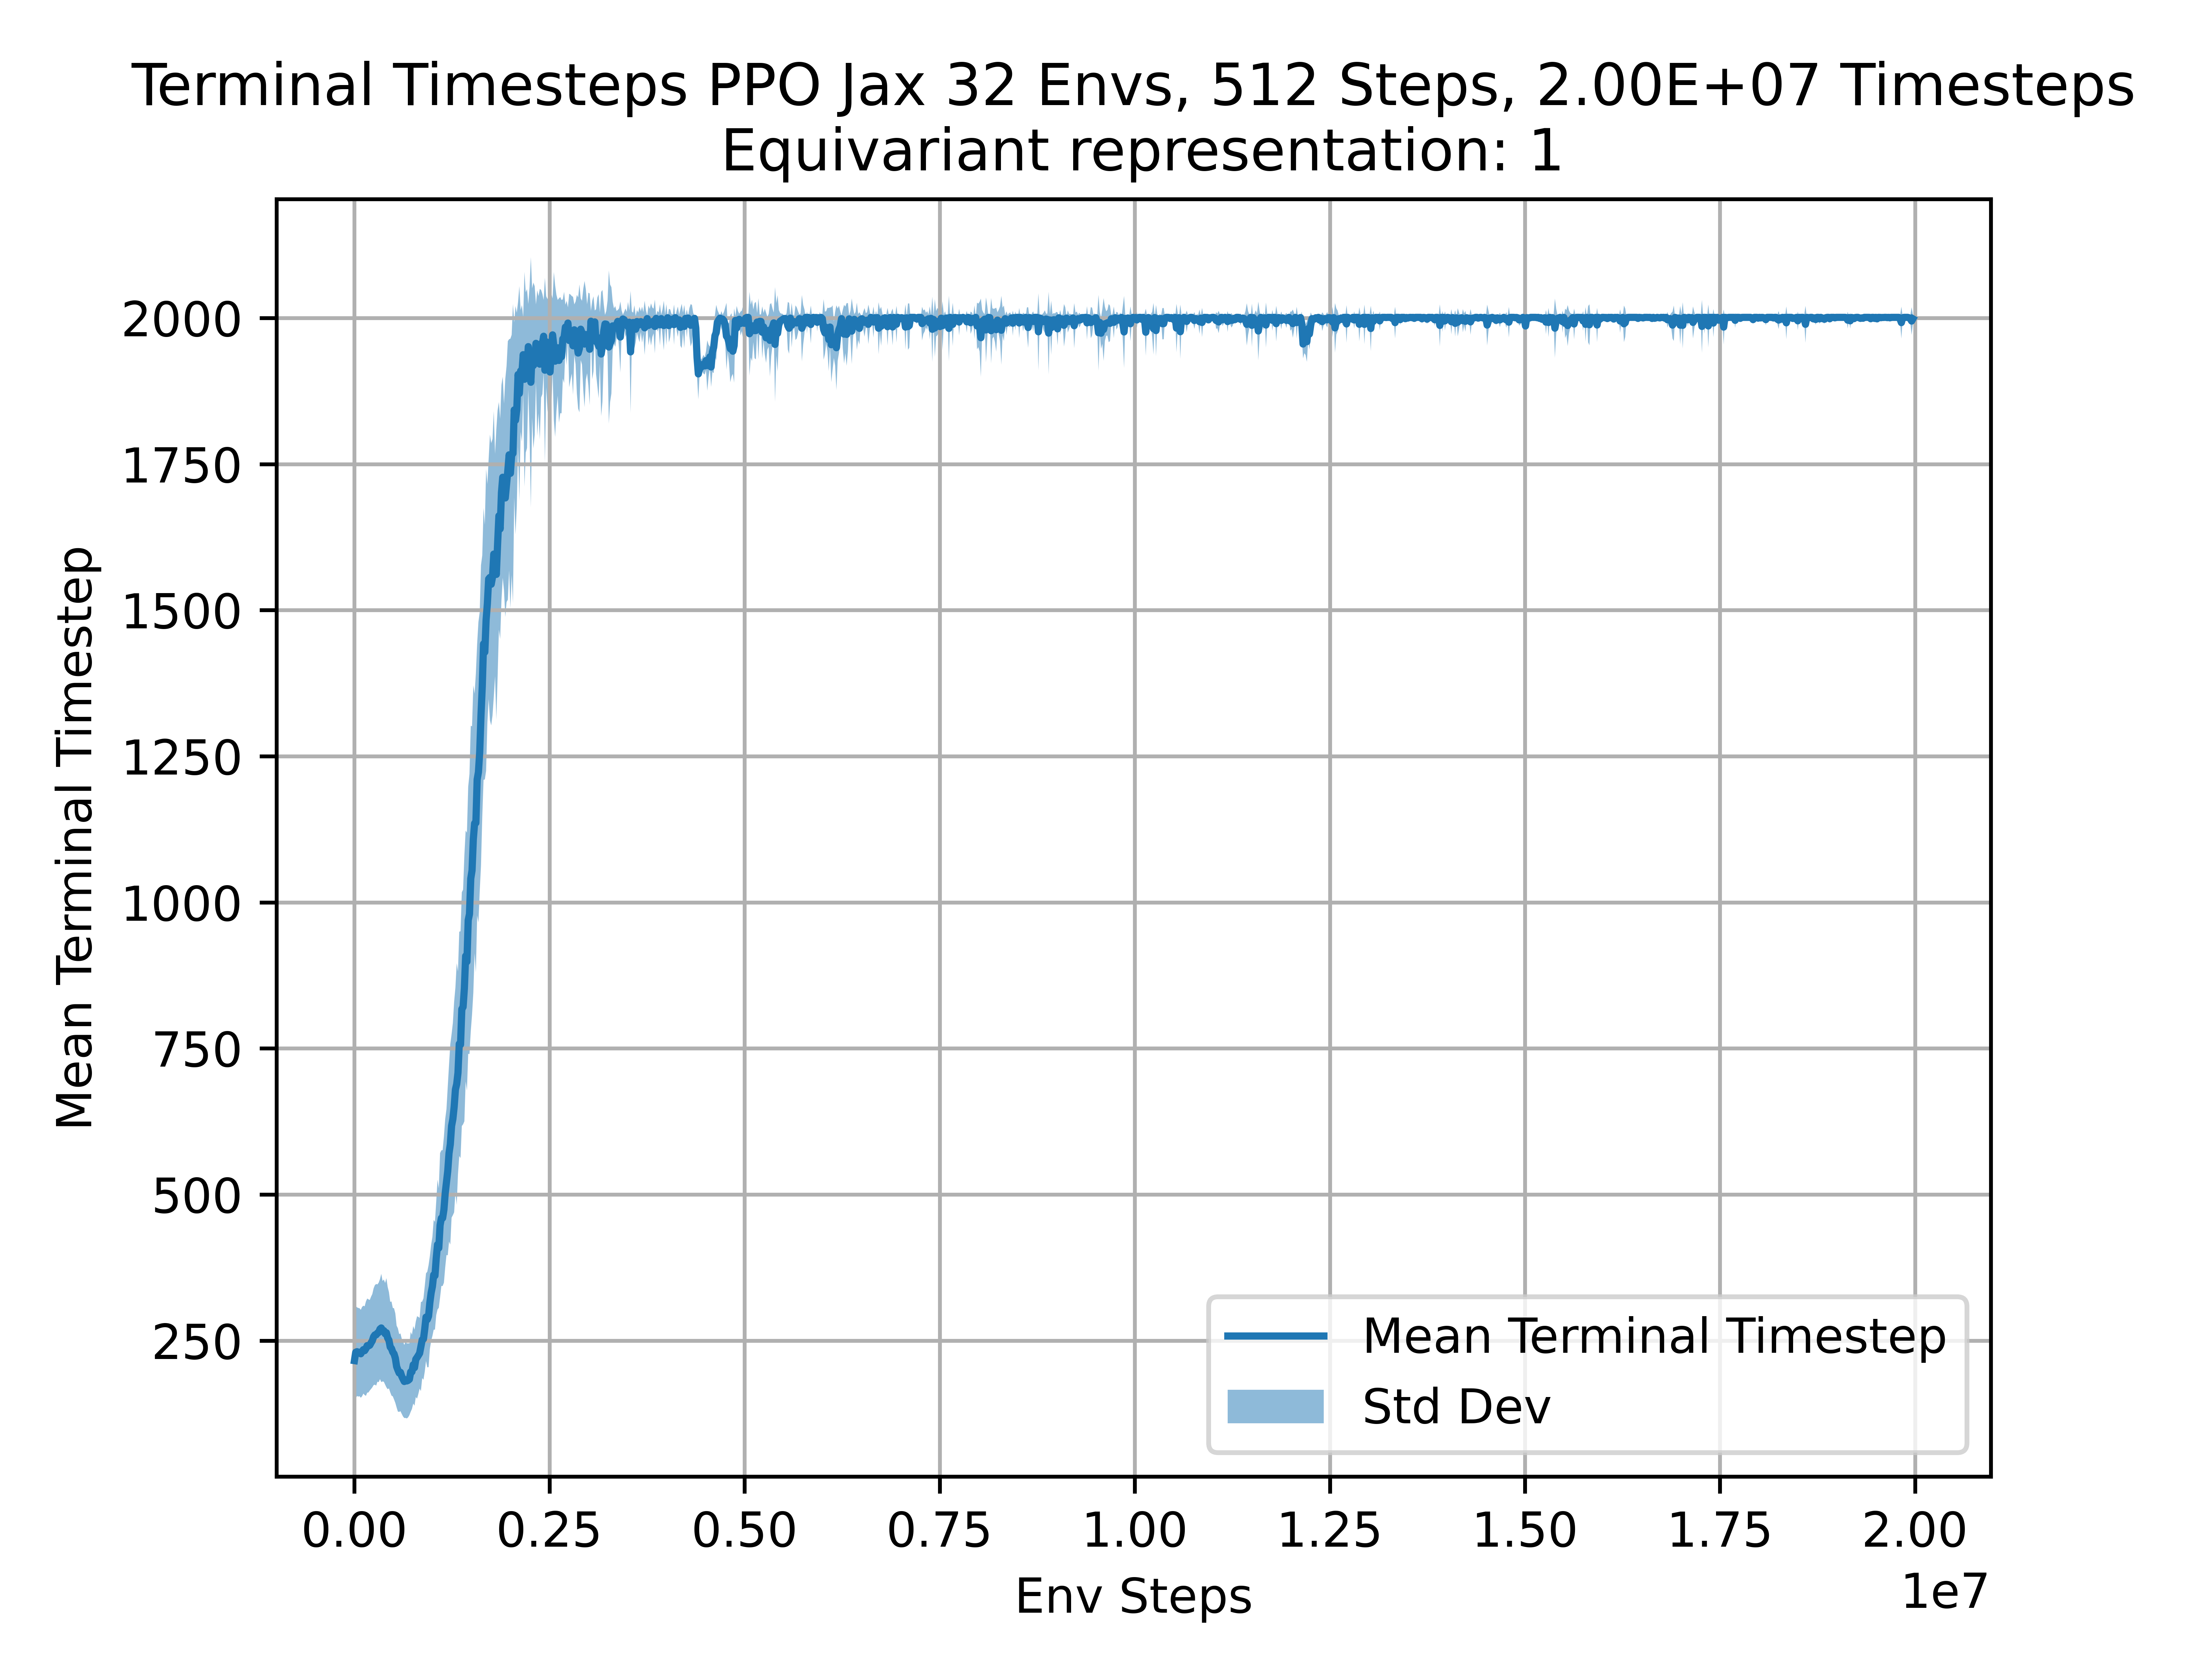 Terminal Timesteps PPO Jax 32 Envs, 512 Steps, 2.00E+07 Timesteps
Equivariant representation: 1
Mean Terminal Timestep
2000
1750
1500
1250
1000
750
500
250
Mean Terminal Timestep
Std Dev
0.00 0.25 0.50 0.75 1.00 1.25 1.50 1.75 2.00
1e7
Env Steps